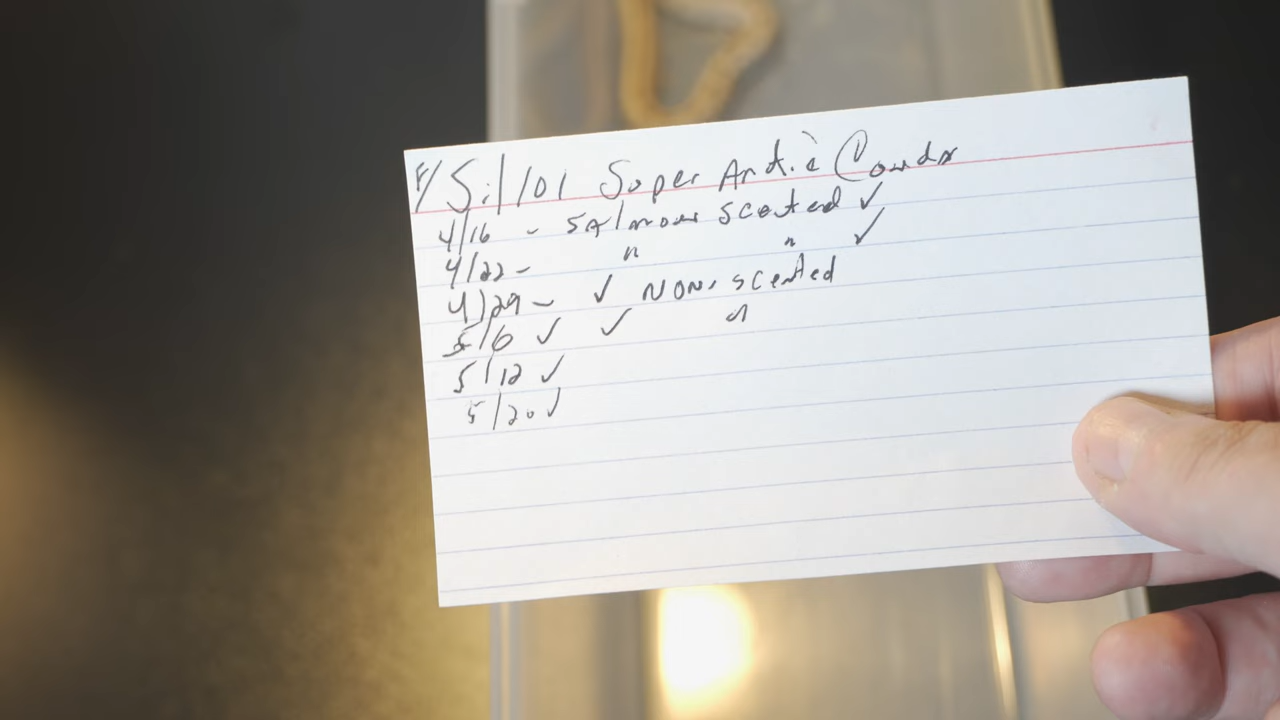 F/ Sil 101 Super Arctic Conda
4/16 - Salmon scented ✓
4/22 - " " ✓
4/29 - ✓ Non-scented
5/6 ✓ ✓ "
5/12 ✓
5/20 ✓